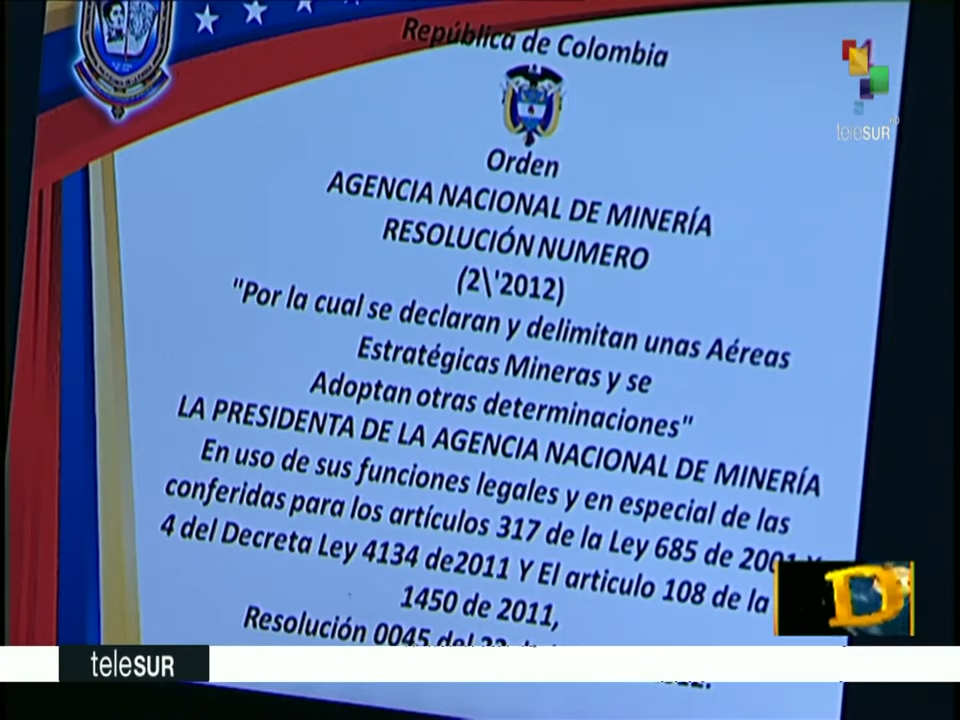 República de Colombia
teleSUR HD
Orden
AGENCIA NACIONAL DE MINERÍA
RESOLUCIÓN NUMERO
(2\'2012)
"Por la cual se declaran y delimitan unas Aéreas
Estratégicas Mineras y se
Adoptan otras determinaciones"
LA PRESIDENTA DE LA AGENCIA NACIONAL DE MINERÍA
En uso de sus funciones legales y en especial de las
conferidas para los artículos 317 de la Ley 685 de 2001 Y
4 del Decreta Ley 4134 de2011 Y El articulo 108 de la
1450 de 2011,
Resolución 0045 del
D
teleSUR